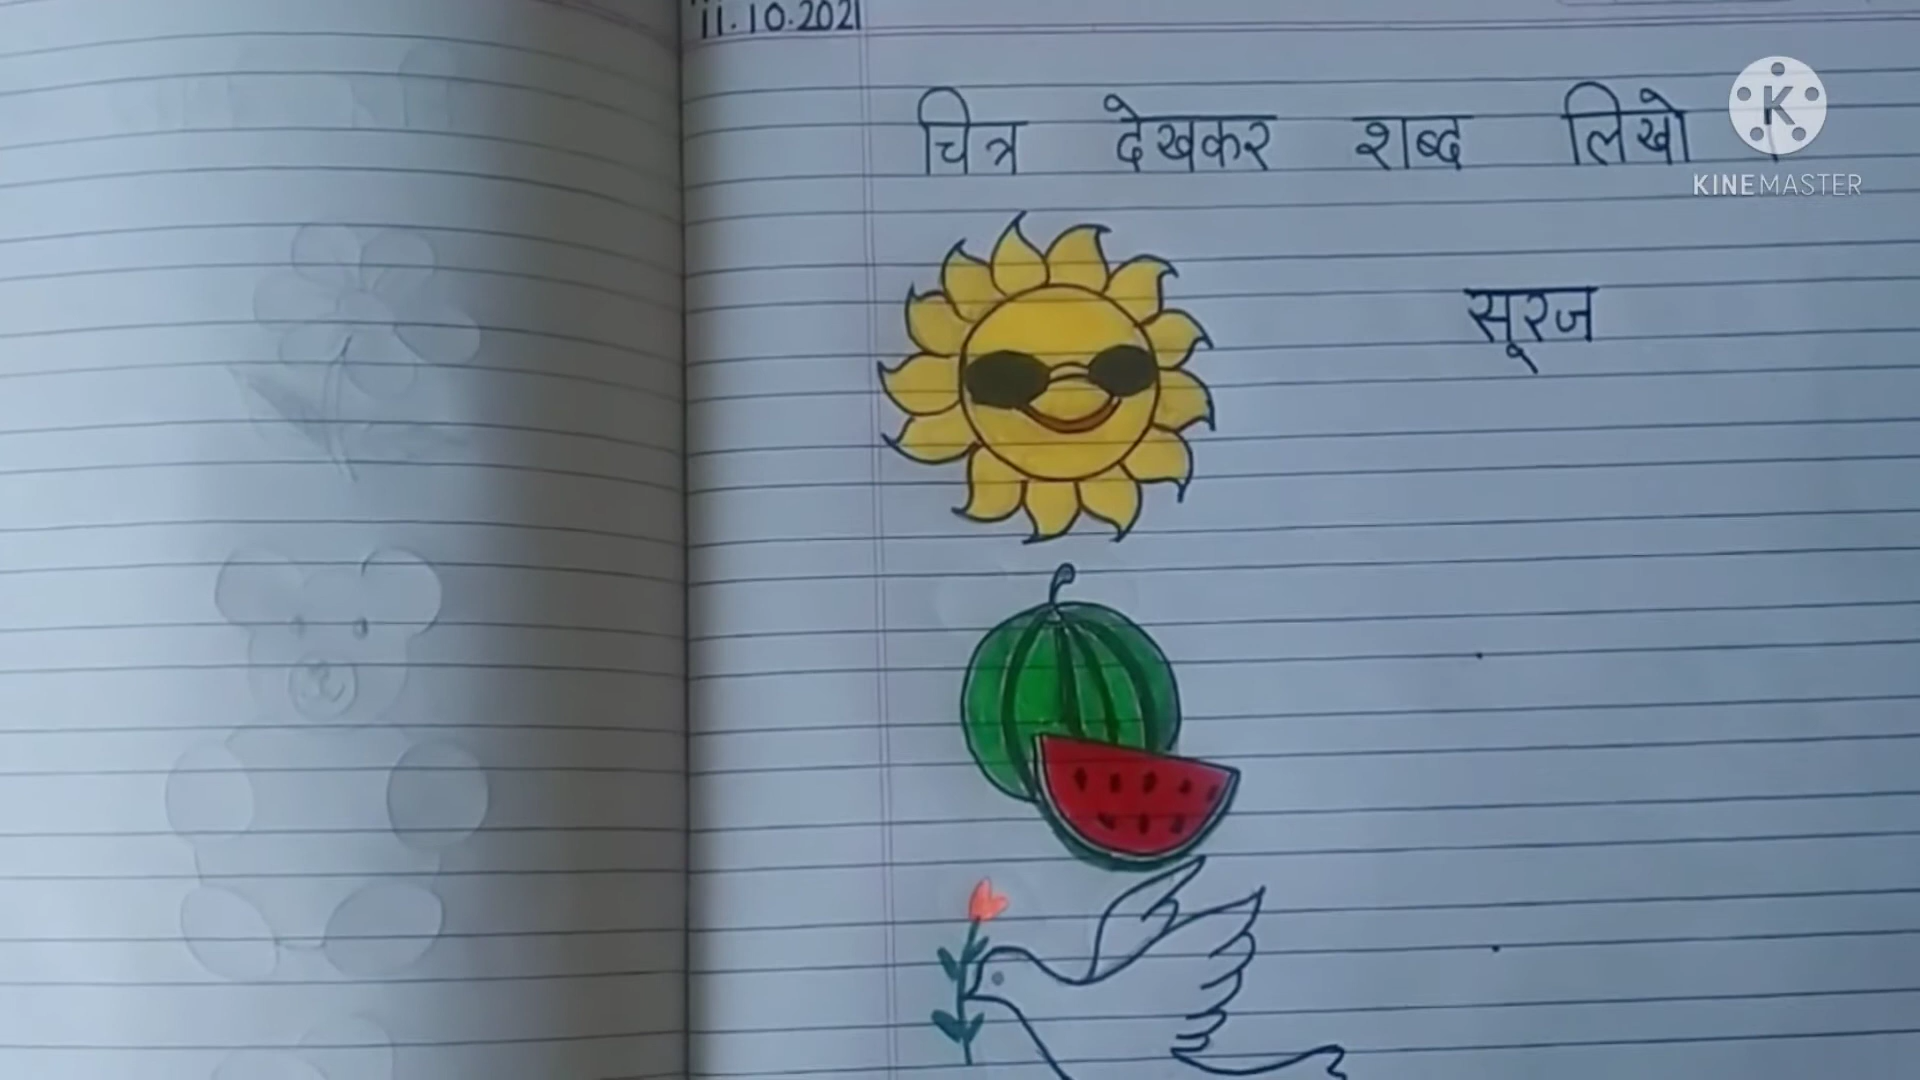 11.10.2021
चित्र देखकर शब्द लिखो ।
K
KINEMASTER
सूरज